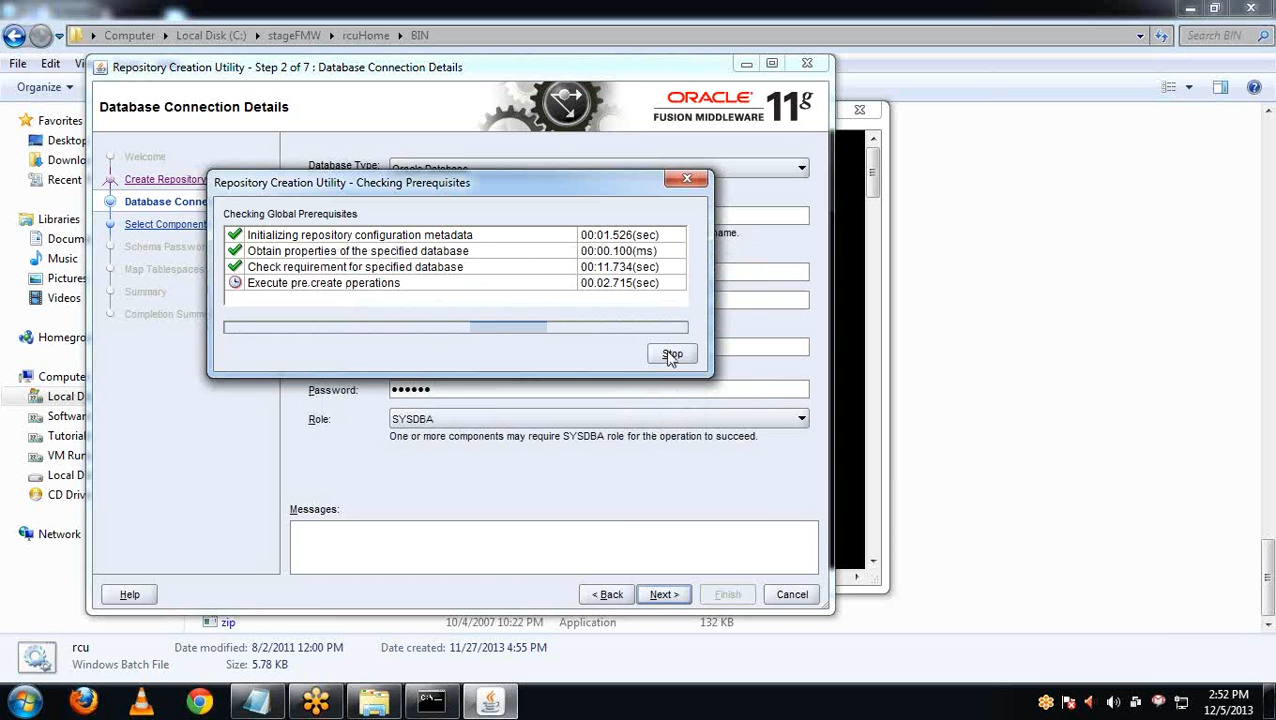 Computer Local Disk (C:) stageFMW rcuHome BIN
Search BIN
File Edit
Organize
Favorites
Desktop
Downlo
Recent
Libraries
Docum
Music
Pictures
Videos
Homegro
Compute
Local D
Softwar
Tutorial
VM Run
Local D
CD Driv
Network
Repository Creation Utility - Step 2 of 7 : Database Connection Details
Database Connection Details
ORACLE
FUSION MIDDLEWARE 11g
Welcome
Create Repository
Database Conne
Select Component
Schema Password
Map Tablespaces
Summary
Completion Summ
Database Type: Oracle Database
name.
Repository Creation Utility - Checking Prerequisites
Checking Global Prerequisites
Initializing repository configuration metadata 00:01.526(sec)
Obtain properties of the specified database 00:00.100(ms)
Check requirement for specified database 00:11.734(sec)
Execute pre.create operations 00:02.715(sec)
Stop
Password: ••••••
Role: SYSDBA
One or more components may require SYSDBA role for the operation to succeed.
Messages:
Help < Back Next > Finish Cancel
zip 10/4/2007 10:22 PM Application 132 KB
rcu Date modified: 8/2/2011 12:00 PM Date created: 11/27/2013 4:55 PM
Windows Batch File Size: 5.78 KB
2:52 PM
12/5/2013